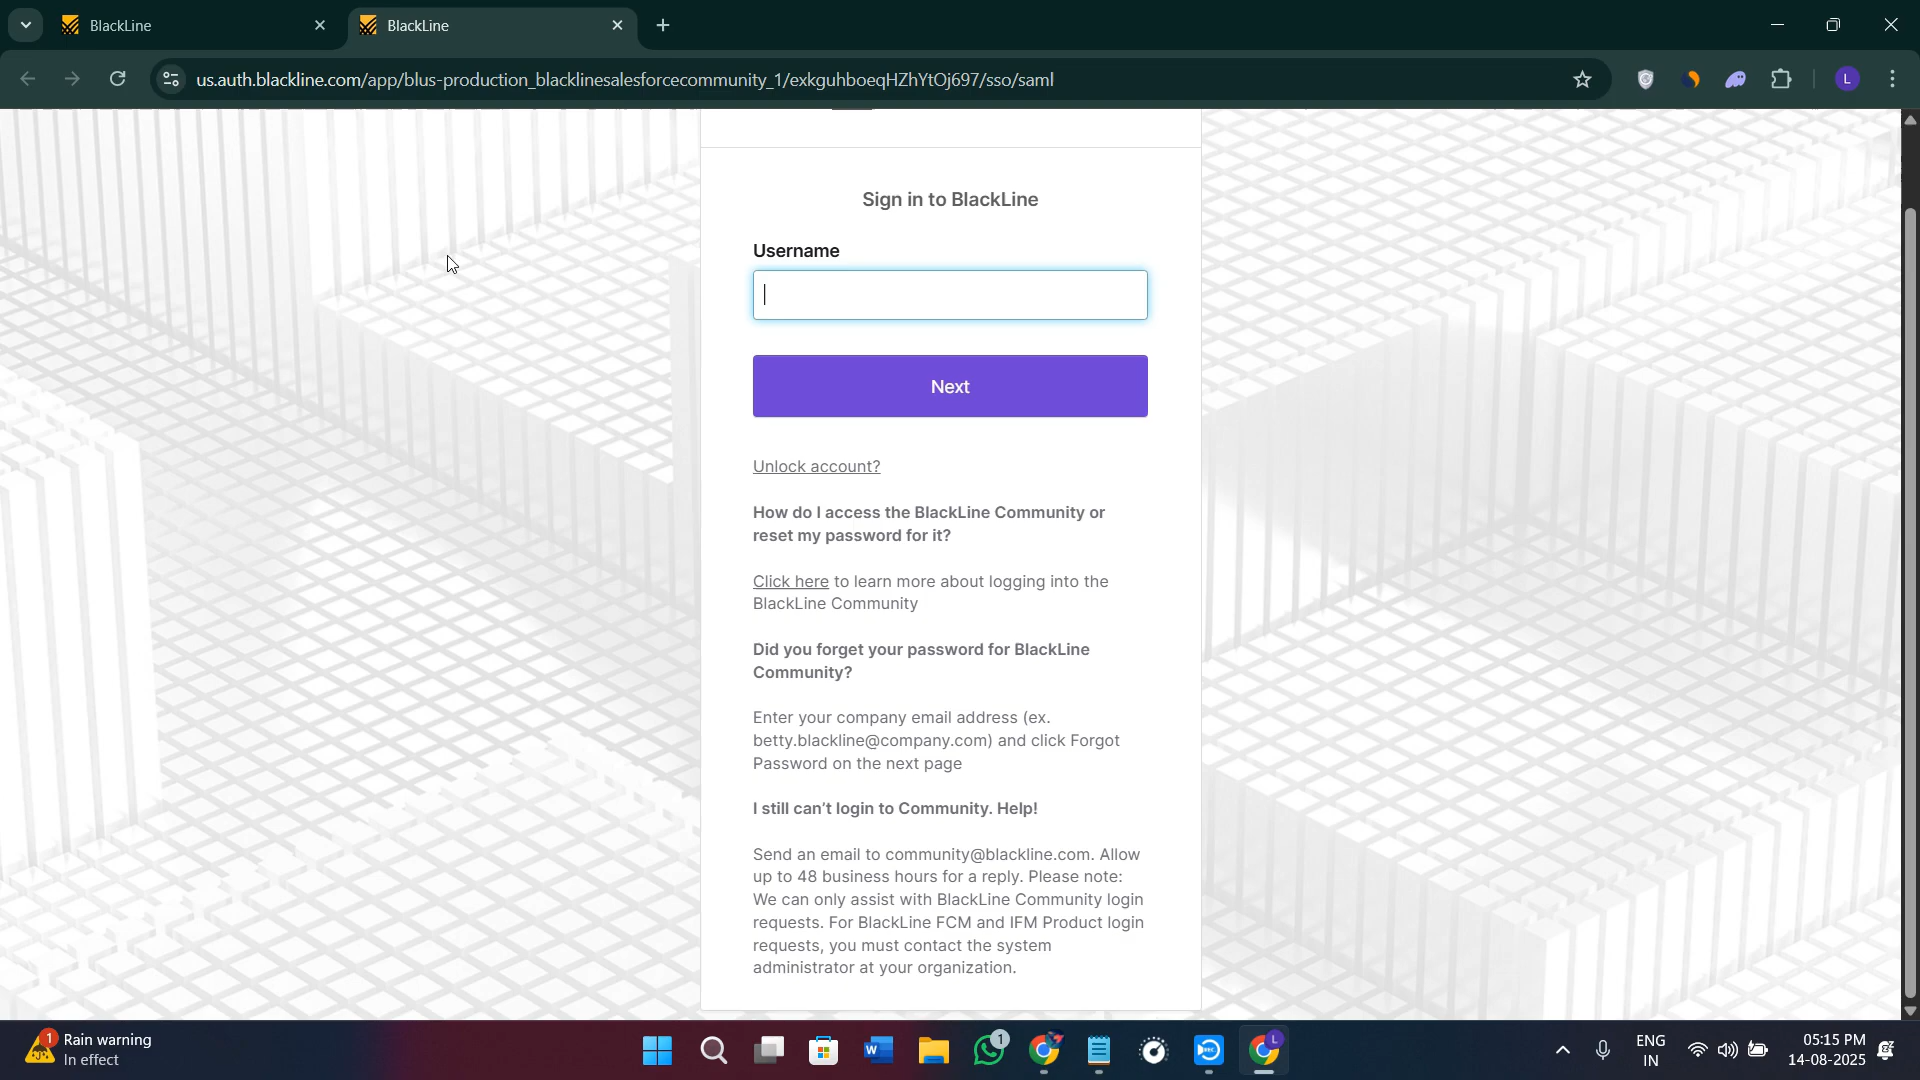 BlackLine
BlackLine
us.auth.blackline.com/app/blus-production_blacklinesalesforcecommunity_1/exkguhboeqHZhYtOj697/sso/saml
L
Sign in to BlackLine
Username
Next
Unlock account?
How do I access the BlackLine Community or
reset my password for it?
Click here to learn more about logging into the
BlackLine Community
Did you forget your password for BlackLine
Community?
Enter your company email address (ex.
betty.blackline@company.com) and click Forgot
Password on the next page
I still can't login to Community. Help!
Send an email to community@blackline.com. Allow
up to 48 business hours for a reply. Please note:
We can only assist with BlackLine Community login
requests. For BlackLine FCM and IFM Product login
requests, you must contact the system
administrator at your organization.
1
Rain warning
In effect
W
1
L
ENG
IN
05:15 PM
14-08-2025